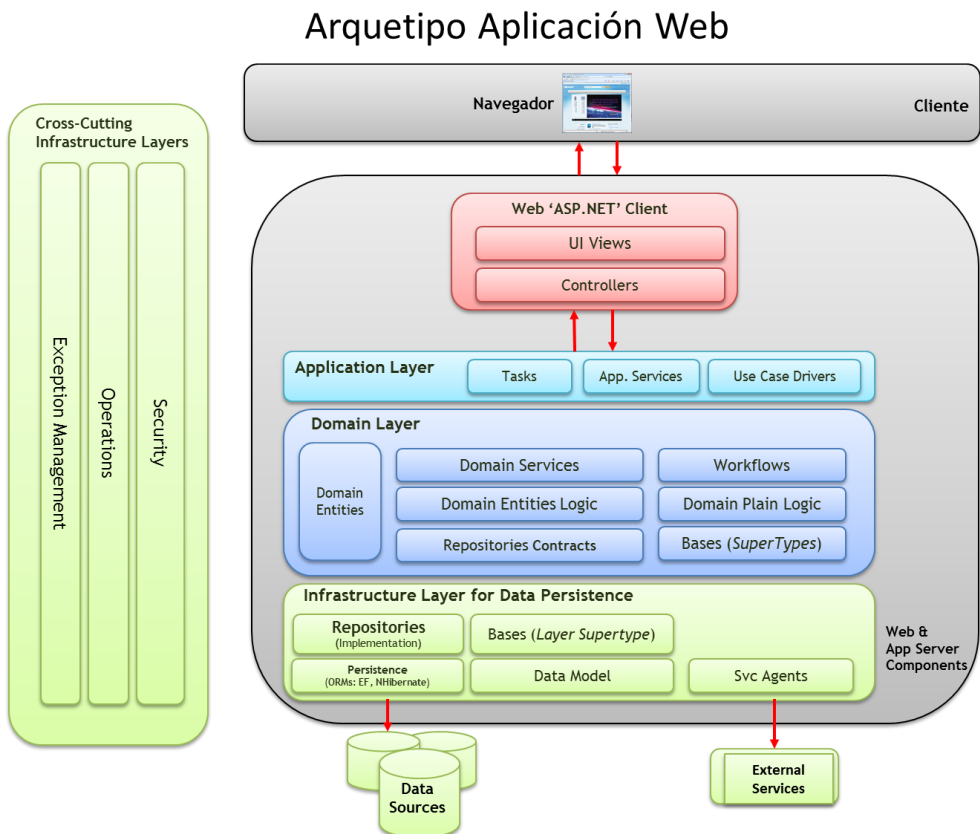 Arquetipo Aplicación Web
Navegador
Cliente
Cross-Cutting
Infrastructure Layers
Exception Management
Operations
Security
Web ‘ASP.NET’ Client
UI Views
Controllers
Application Layer
Tasks
App. Services
Use Case Drivers
Domain Layer
Domain
Entities
Domain Services
Workflows
Domain Entities Logic
Domain Plain Logic
Repositories Contracts
Bases (SuperTypes)
Infrastructure Layer for Data Persistence
Repositories
(Implementation)
Bases (Layer Supertype)
Persistence
(ORMs: EF, NHibernate)
Data Model
Svc Agents
Web &
App Server
Components
Data
Sources
External
Services